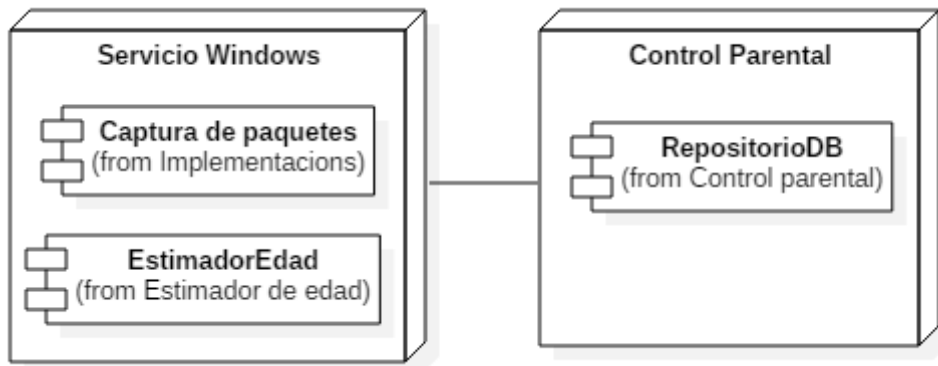 Servicio Windows
Captura de paquetes
(from Implementacions)
EstimadorEdad
(from Estimador de edad)
Control Parental
RepositorioDB
(from Control parental)